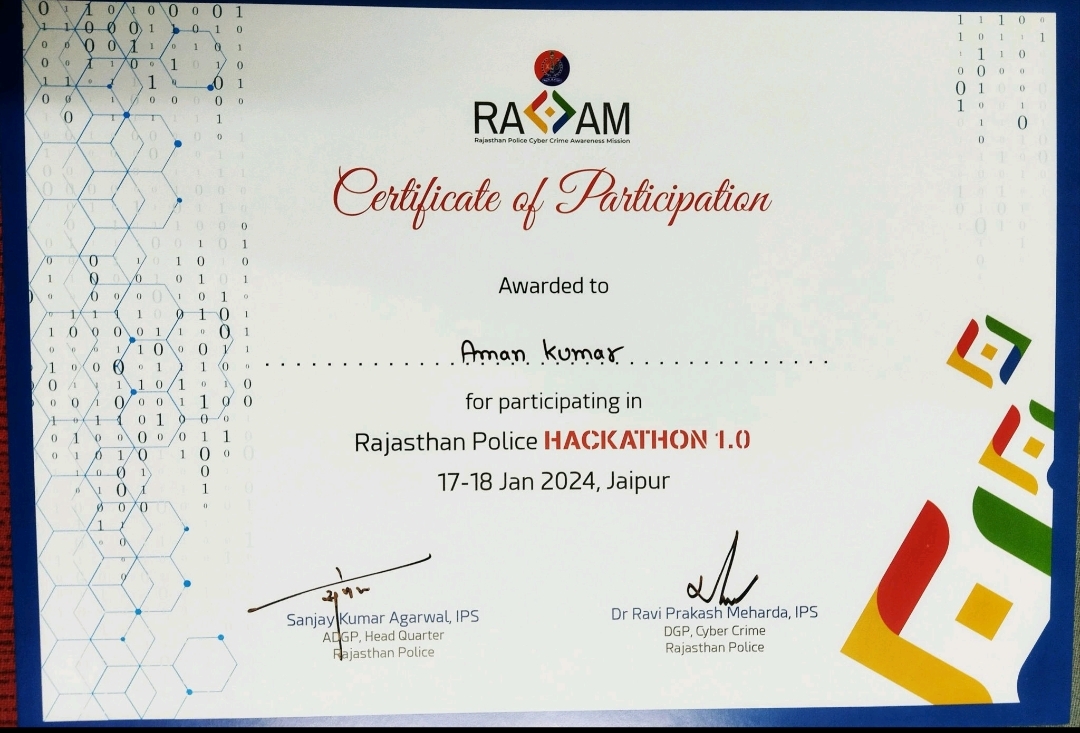 RA AM
Rajasthan Police Cyber Crime Awareness Mission
Certificate of Participation
Awarded to
Aman Kumar
for participating in
Rajasthan Police HACKATHON 1.0
17-18 Jan 2024, Jaipur
Sanjay Kumar Agarwal, IPS
ADGP, Head Quarter
Rajasthan Police
Dr Ravi Prakash Meharda, IPS
DGP, Cyber Crime
Rajasthan Police